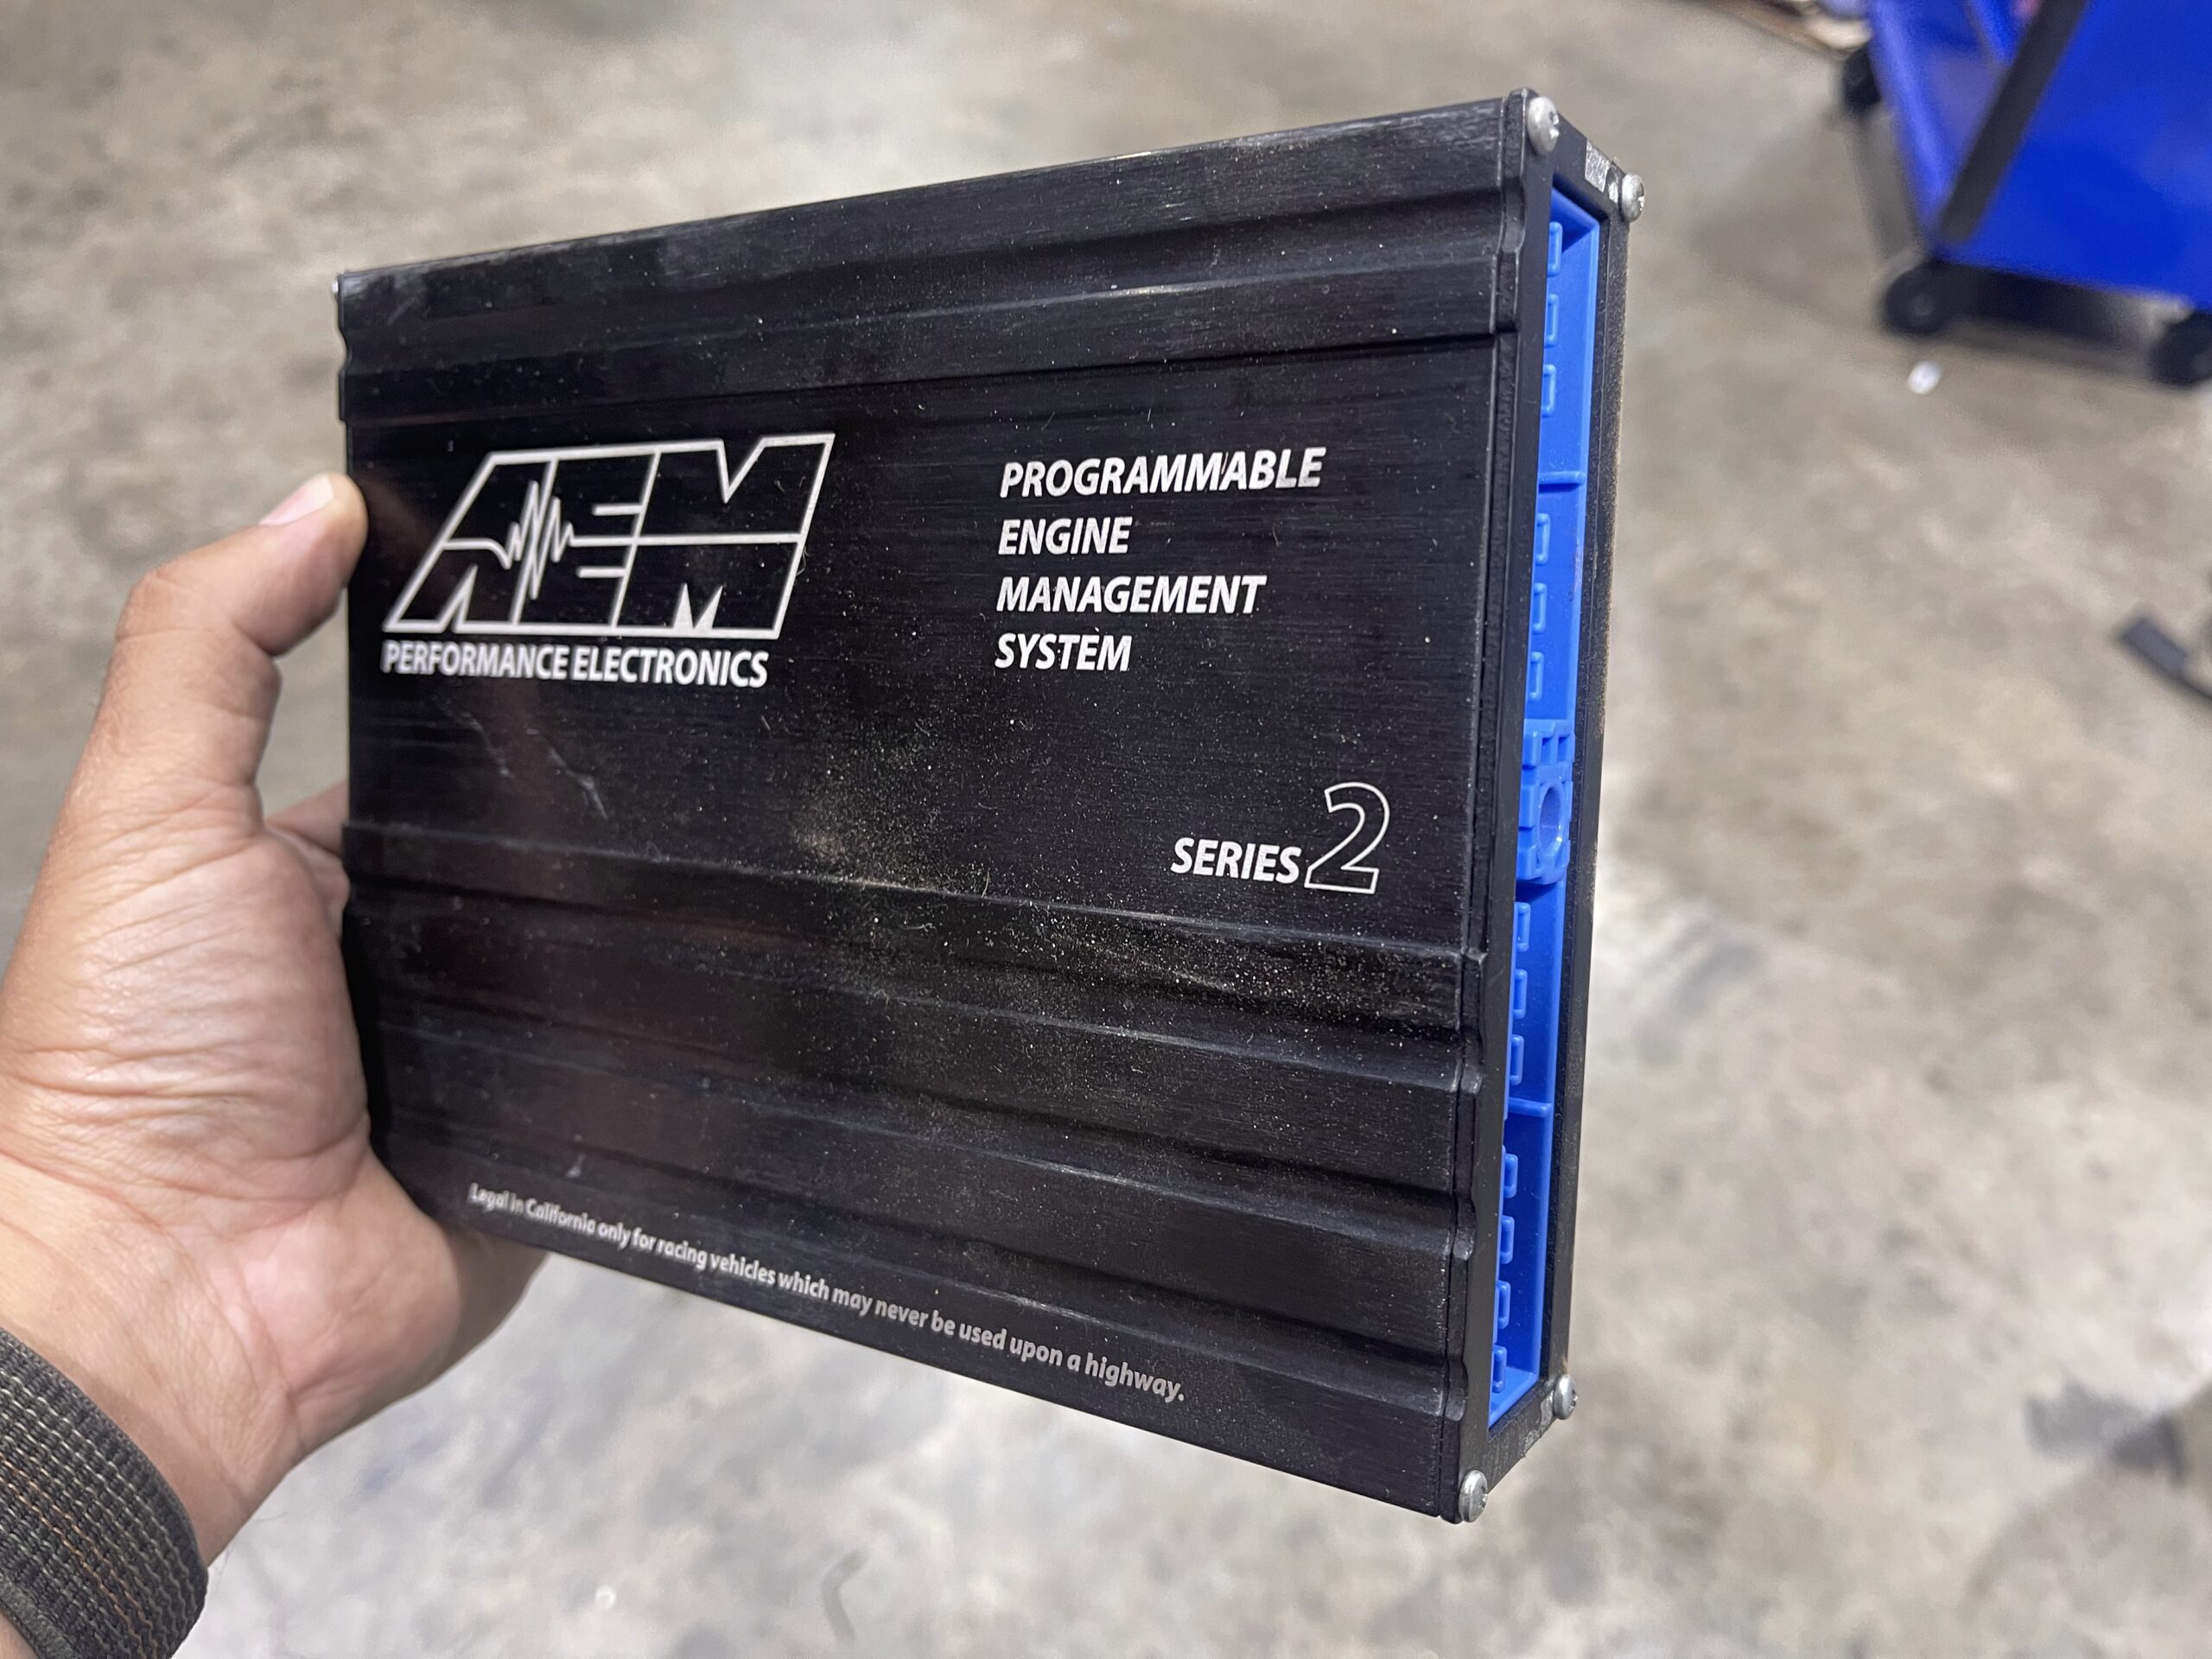 AEM
PERFORMANCE ELECTRONICS
PROGRAMMABLE
ENGINE
MANAGEMENT
SYSTEM
SERIES 2
Legal in California only for racing vehicles which may never be used upon a highway.